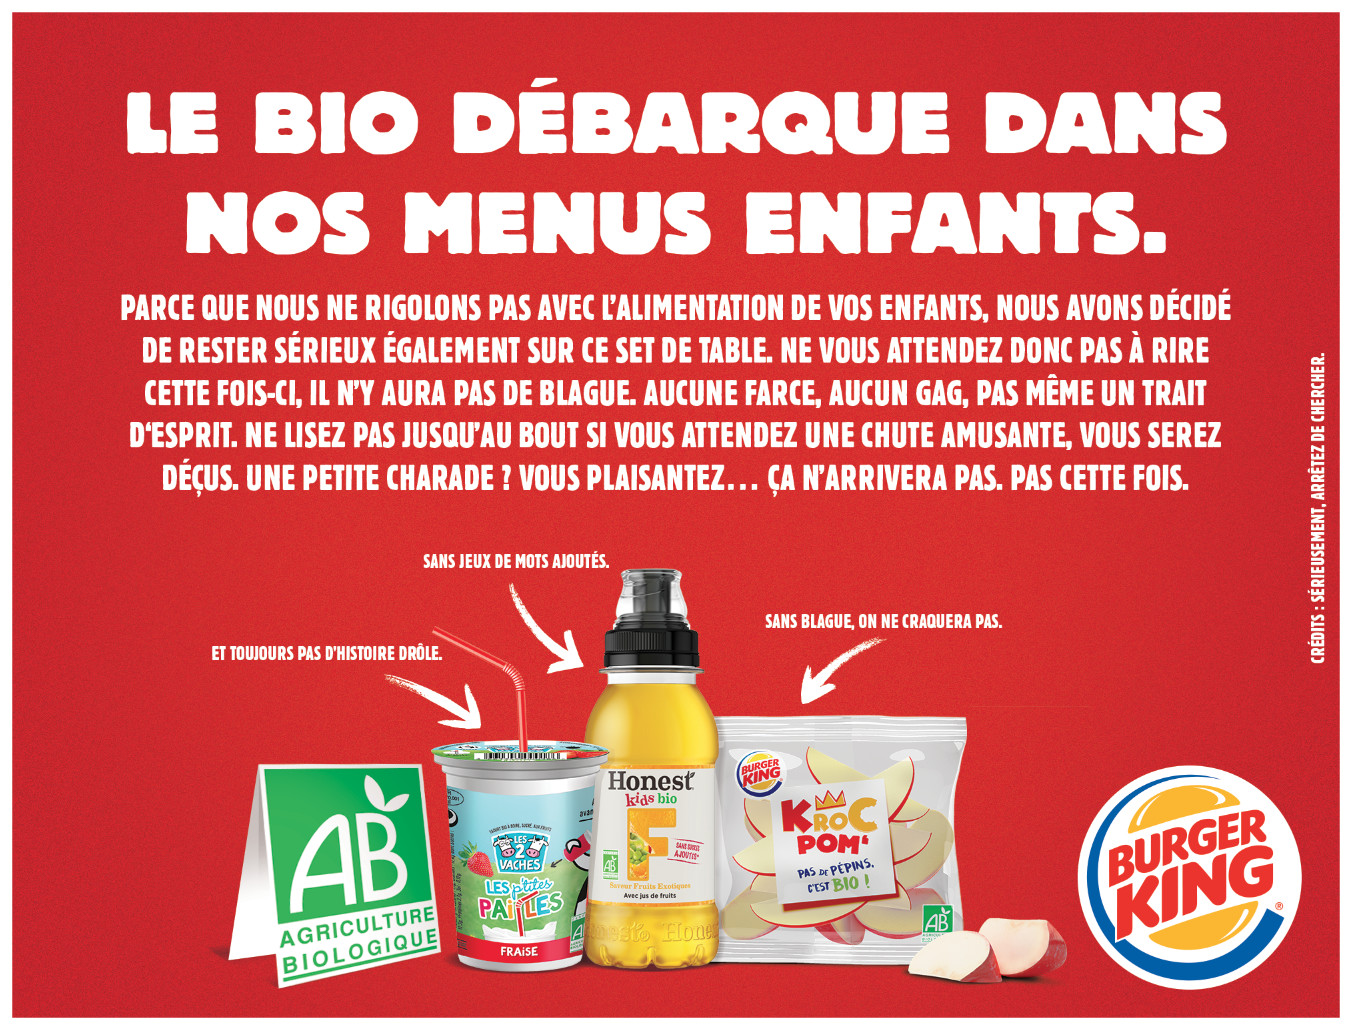 LE BIO DÉBARQUE DANS
NOS MENUS ENFANTS.
PARCE QUE NOUS NE RIGOLONS PAS AVEC L'ALIMENTATION DE VOS ENFANTS, NOUS AVONS DÉCIDÉ
DE RESTER SÉRIEUX ÉGALEMENT SUR CE SET DE TABLE. NE VOUS ATTENDEZ DONC PAS À RIRE
CETTE FOIS-CI, IL N'Y AURA PAS DE BLAGUE. AUCUNE FARCE, AUCUN GAG, PAS MÊME UN TRAIT
D'ESPRIT. NE LISEZ PAS JUSQU'AU BOUT SI VOUS ATTENDEZ UNE CHUTE AMUSANTE, VOUS SEREZ
DÉÇUS. UNE PETITE CHARADE ? VOUS PLAISANTEZ... ÇA N'ARRIVERA PAS. PAS CETTE FOIS.
CRÉDITS : SÉRIEUSEMENT, ARRÊTEZ DE CHERCHER.
SANS JEUX DE MOTS AJOUTÉS.
SANS BLAGUE, ON NE CRAQUERA PAS.
ET TOUJOURS PAS D'HISTOIRE DRÔLE.
AB
AGRICULTURE
BIOLOGIQUE
LES
2
VACHES
LES p'tites
PAiLLES
FRAiSE
Honest
kids bio
F
SANS SUCRES
AJOUTÉS*
AB
Saveur Fruits Exotiques
Avec jus de fruits
Honest
BURGER
KING
KROC
POM'
PAS DE PÉPINS,
C'EST BIO !
AB
BURGER
KING
®